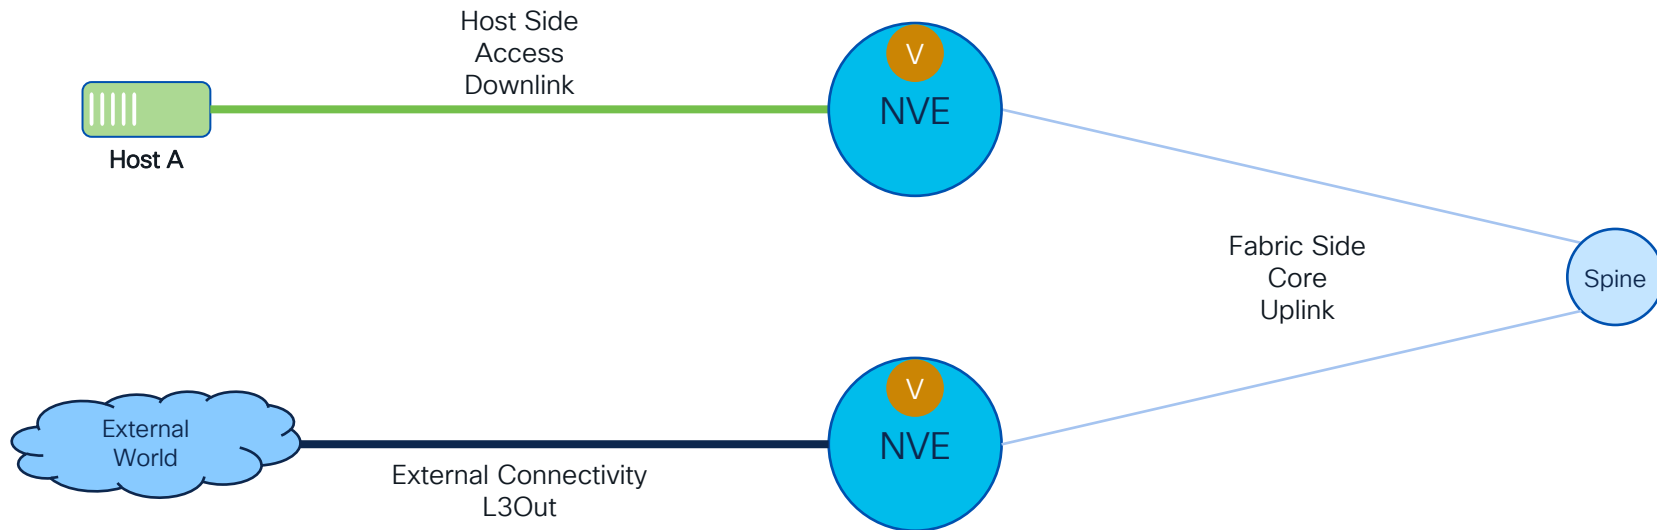 Host Side
Access
Downlink
V
NVE
Host A
Fabric Side
Core
Uplink
Spine
V
NVE
External
World
External Connectivity
L3Out